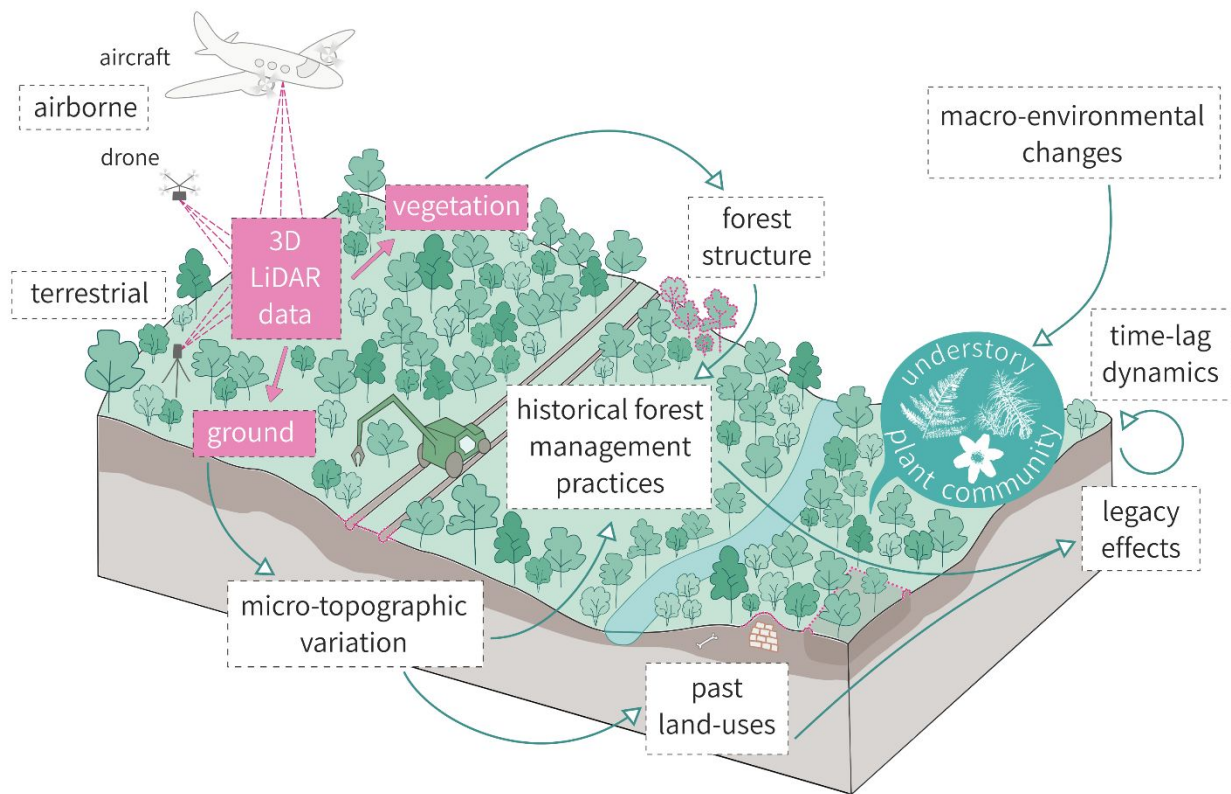 aircraft
airborne
drone
terrestrial
3D
LiDAR
data
vegetation
ground
forest
structure
macro-environmental
changes
time-lag
dynamics
understory
plant community
historical forest
management
practices
legacy
effects
micro-topographic
variation
past
land-uses